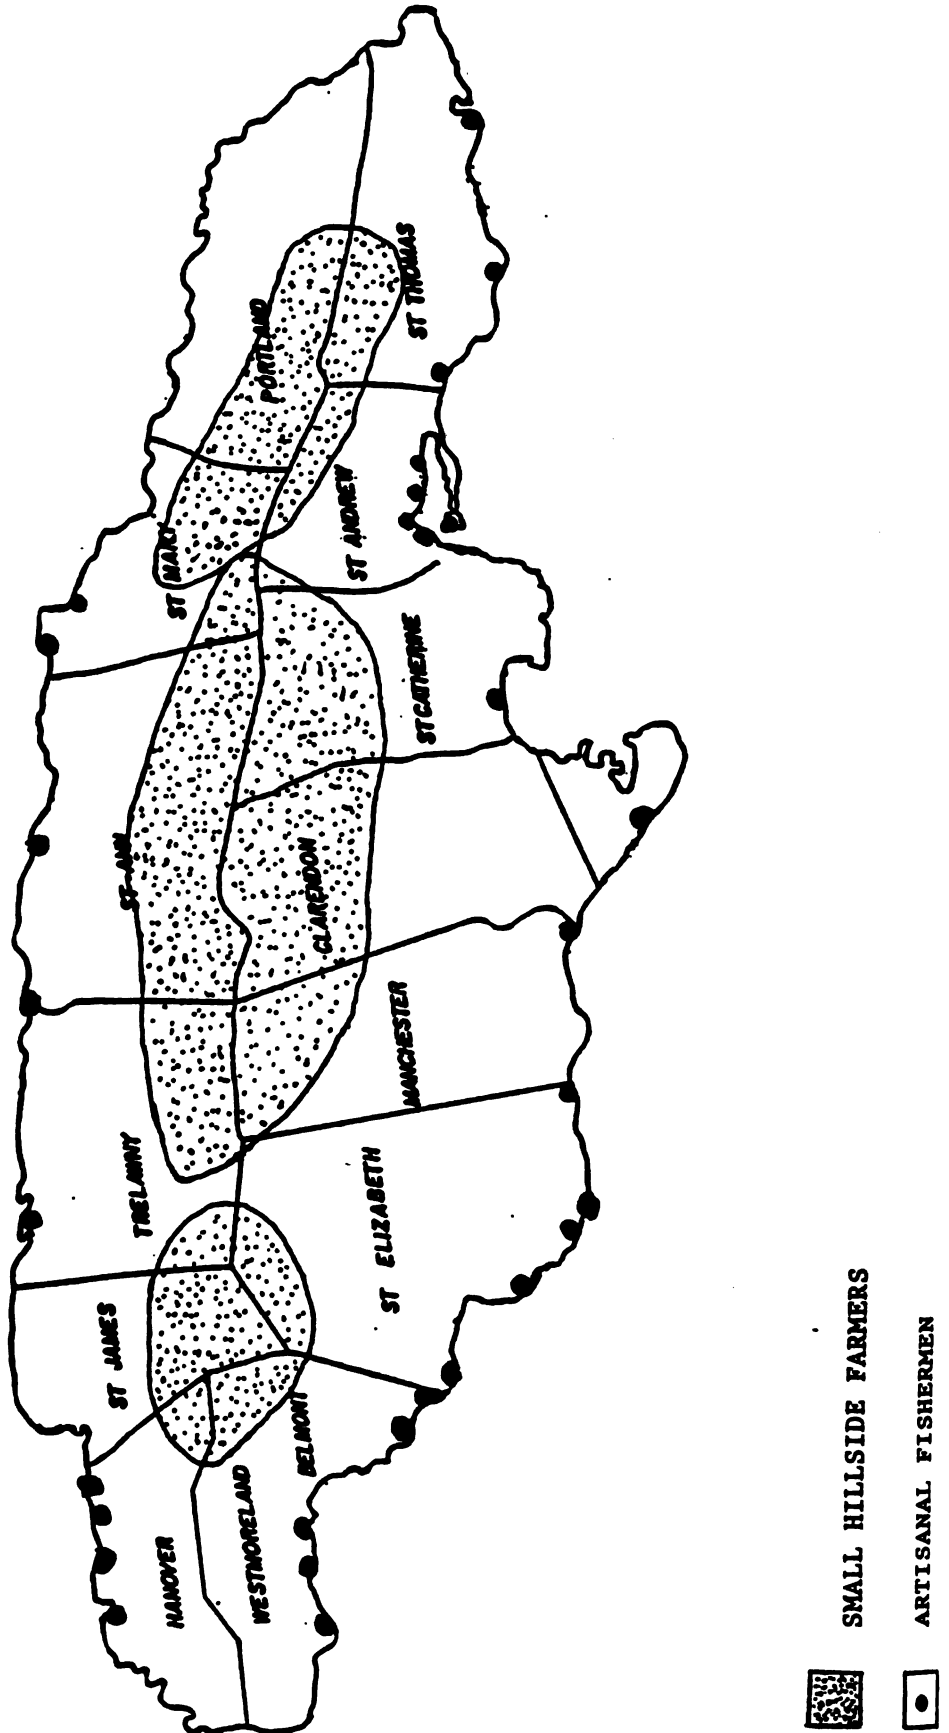 HANOVER
WESTMORELAND
ST JAMES
BELMONT
TRELAWNY
ST ELIZABETH
MANCHESTER
ST ANN
CLARENDON
ST CATHERINE
ST MARY
ST ANDREW
PORTLAND
ST THOMAS
SMALL HILLSIDE FARMERS
ARTISANAL FISHERMEN